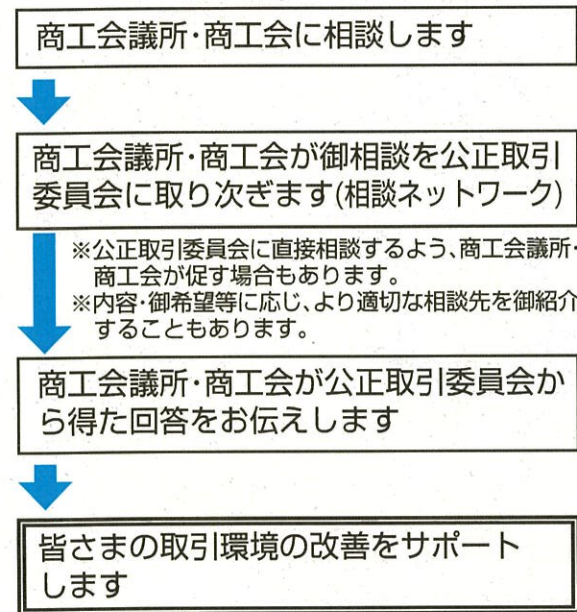 商工会議所・商工会に相談します
商工会議所・商工会が御相談を公正取引
委員会に取り次ぎます(相談ネットワーク)
※公正取引委員会に直接相談するよう、商工会議所・
商工会が促す場合もあります。
※内容・御希望等に応じ、より適切な相談先を御紹介
することもあります。
商工会議所・商工会が公正取引委員会か
ら得た回答をお伝えします
皆さまの取引環境の改善をサポート
します